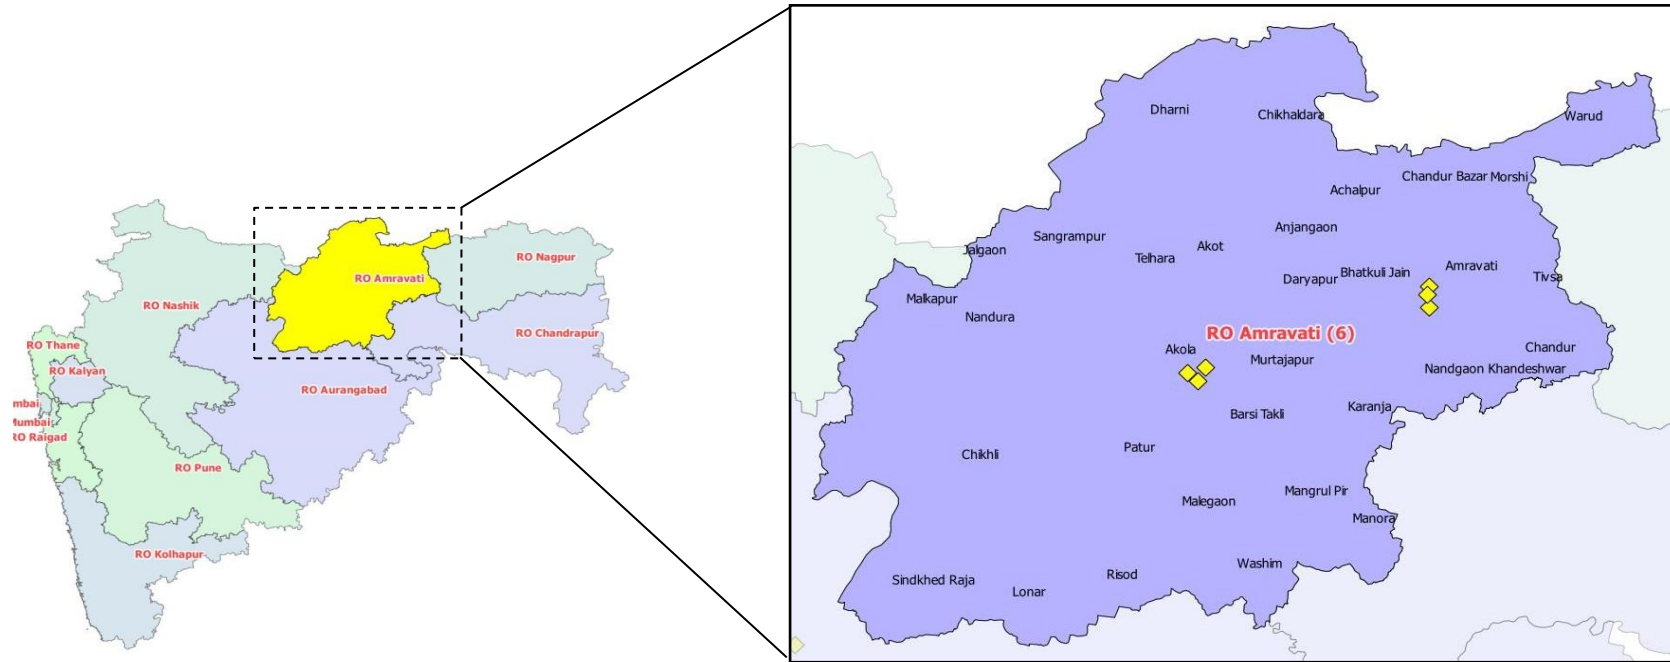 RO Nagpur
RO Amravati
RO Nashik
RO Chandrapur
RO Thane
RO Kalyan
RO Aurangabad
mbai
Mumbai
RO Raigad
RO Pune
RO Kolhapur
Dharni
Chikhaldara
Warud
Chandur Bazar
Morshi
Achalpur
Anjangaon
Sangrampur
Akot
Jalgaon
Telhara
Amravati
Bhatkuli Jain
Daryapur
Tivsa
Malkapur
Nandura
RO Amravati (6)
Akola
Chandur
Murtajapur
Nandgaon Khandeshwar
Karanja
Barsi Takli
Patur
Chikhli
Mangrul Pir
Malegaon
Manora
Washim
Risod
Sindkhed Raja
Lonar